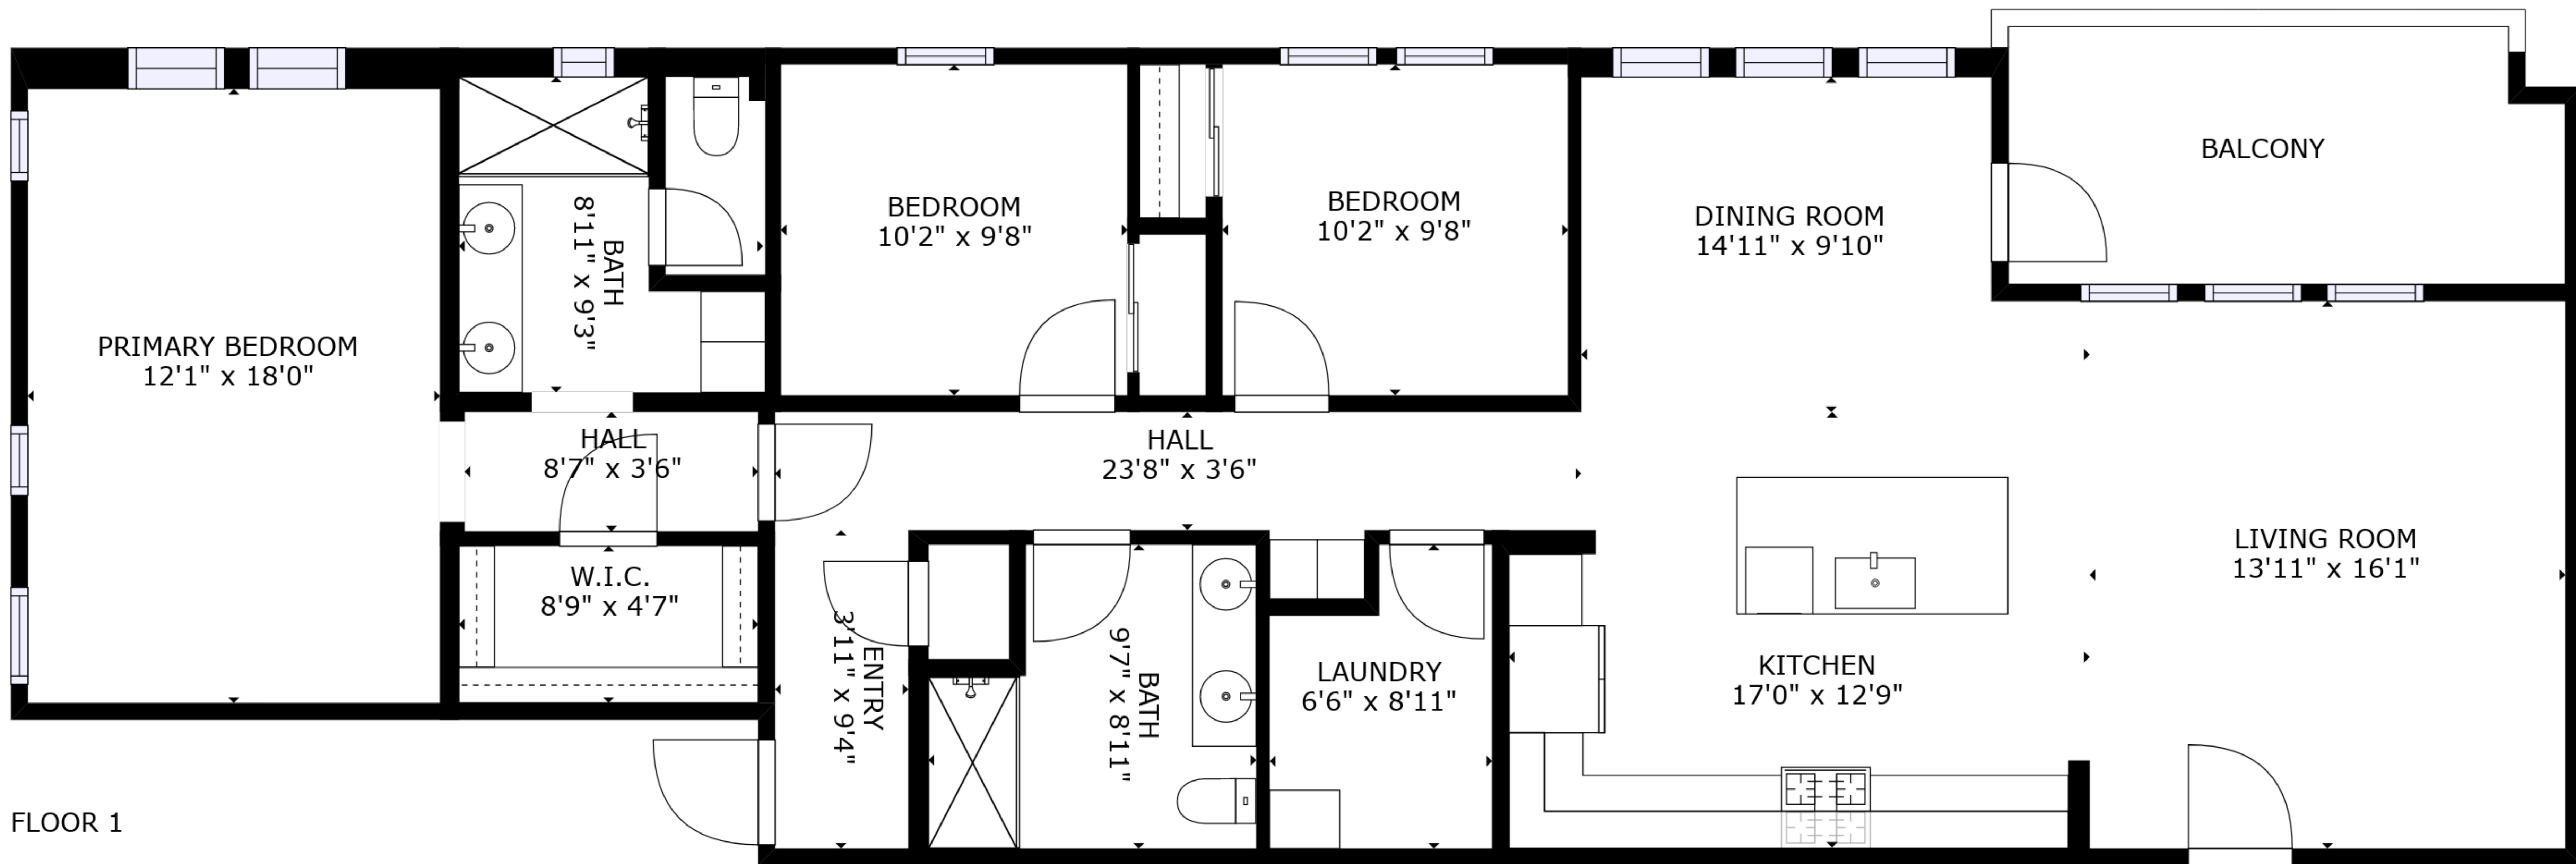 PRIMARY BEDROOM
12'1" x 18'0"
BATH
8'11" x 9'3"
HALL
8'7" x 3'6"
W.I.C.
8'9" x 4'7"
BEDROOM
10'2" x 9'8"
BEDROOM
10'2" x 9'8"
HALL
23'8" x 3'6"
ENTRY
3'11" x 9'4"
BATH
9'7" x 8'11"
LAUNDRY
6'6" x 8'11"
DINING ROOM
14'11" x 9'10"
KITCHEN
17'0" x 12'9"
BALCONY
LIVING ROOM
13'11" x 16'1"
FLOOR 1